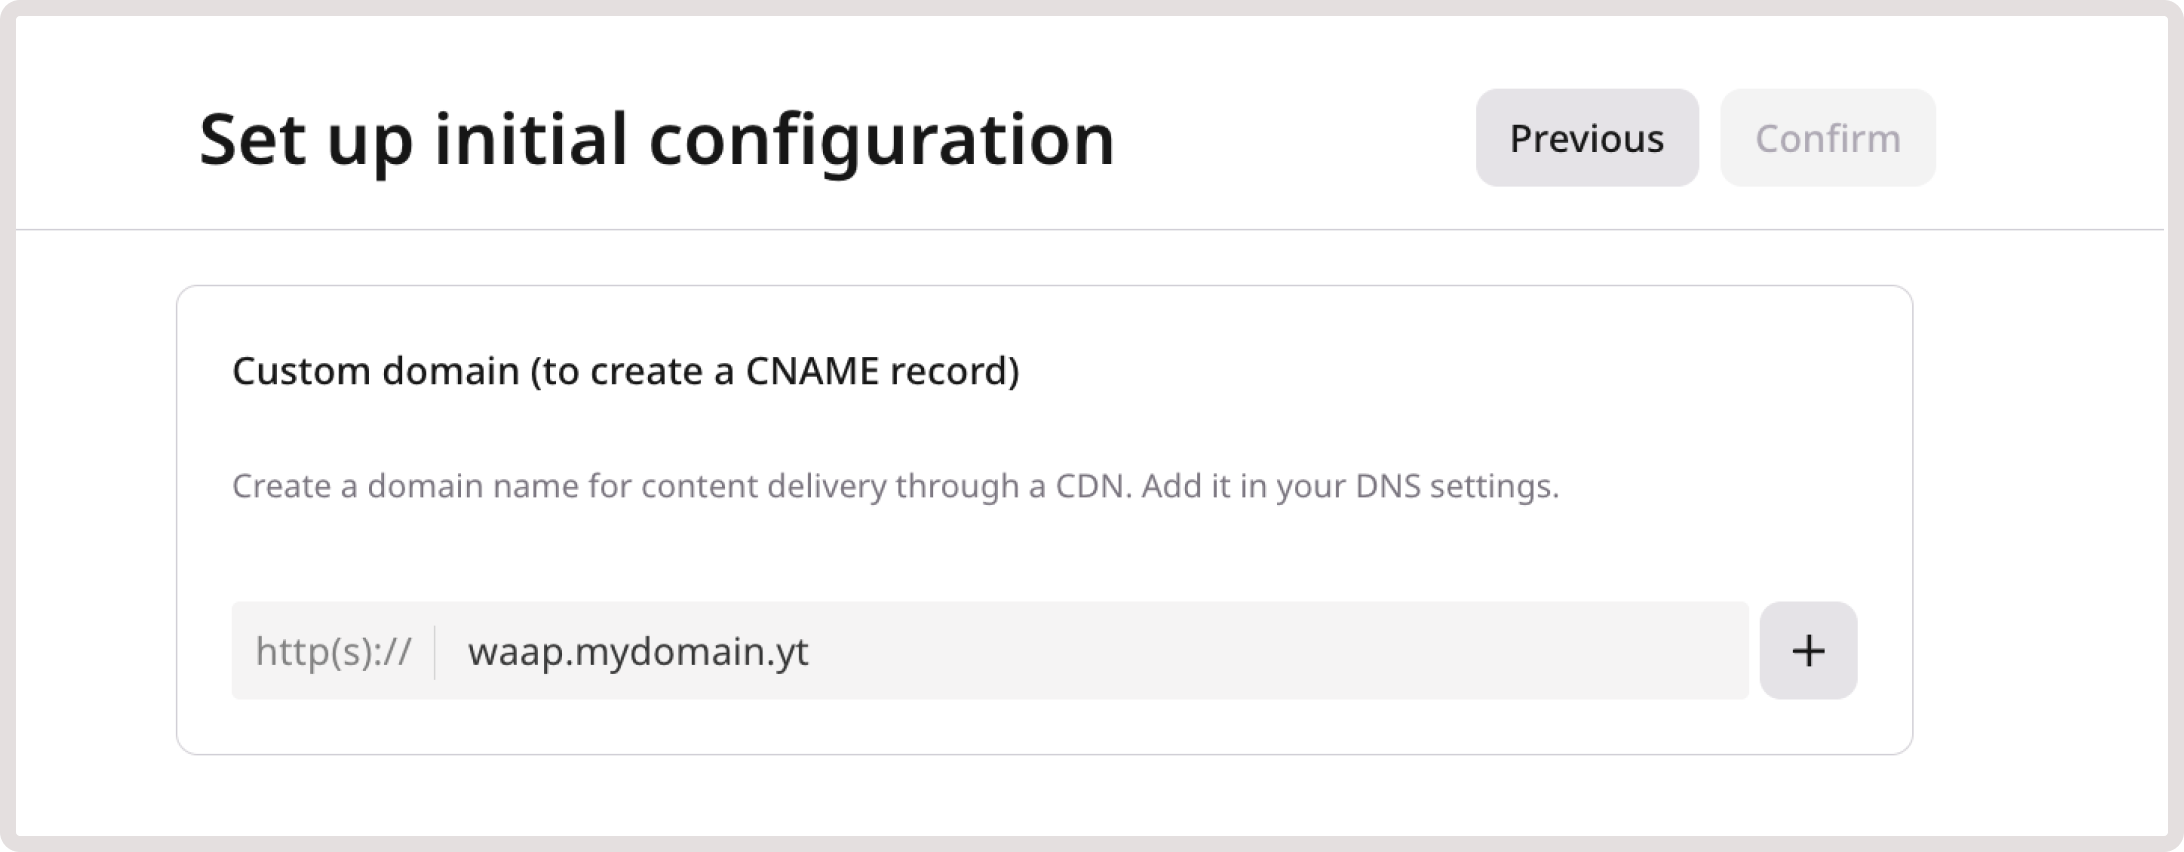 Set up initial configuration
Previous
Confirm
Custom domain (to create a CNAME record)
Create a domain name for content delivery through a CDN. Add it in your DNS settings.
http(s):// waap.mydomain.yt
+